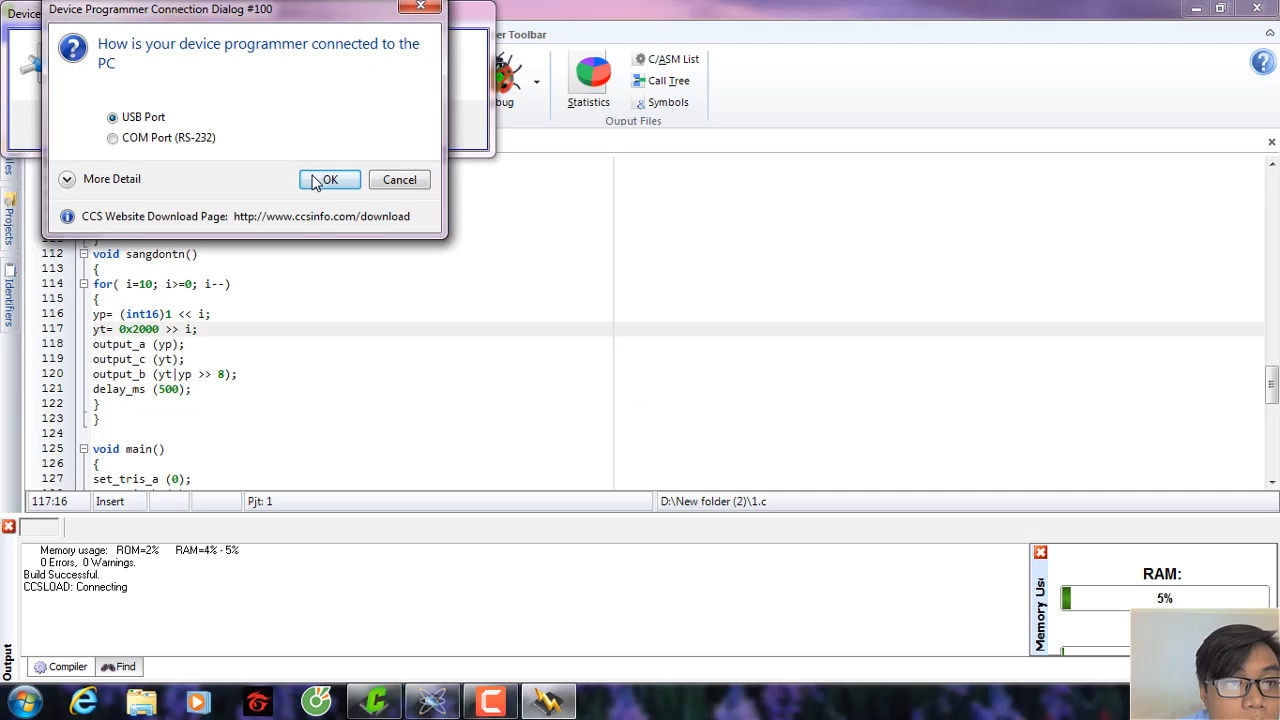 Device
Device Programmer Connection Dialog #100
How is your device programmer connected to the
PC
USB Port
COM Port (RS-232)
More Detail
OK
Cancel
CCS Website Download Page: http://www.ccsinfo.com/download
er Toolbar
bug
Statistics
C/ASM List
Call Tree
Symbols
Ouput Files
Projects
Identifiers
112 void sangdontn()
113 {
114 for( i=10; i>=0; i--)
115 {
116 yp= (int16)1 << i;
117 yt= 0x2000 >> i;
118 output_a (yp);
119 output_c (yt);
120 output_b (yt|yp >> 8);
121 delay_ms (500);
122 }
123 }
124
125 void main()
126 {
127 set_tris_a (0);
117:16 Insert Pjt: 1 D:\New folder (2)\1.c
Memory usage: ROM=2% RAM=4% - 5%
0 Errors, 0 Warnings.
Build Successful.
CCSLOAD: Connecting
Output
Compiler Find
Memory Us
RAM:
5%